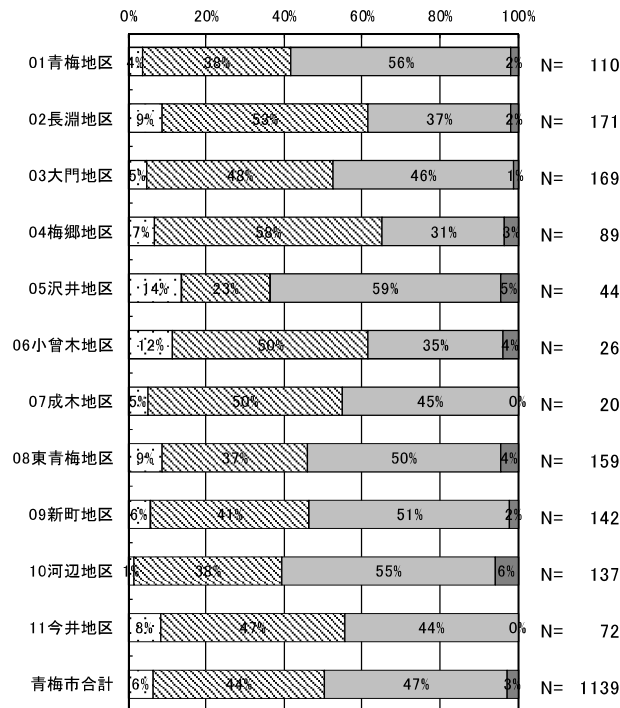 0% 20% 40% 60% 80% 100%
01青梅地区 4% 38% 56% 2% N= 110
02長淵地区 9% 53% 37% 2% N= 171
03大門地区 5% 48% 46% 1% N= 169
04梅郷地区 7% 58% 31% 3% N= 89
05沢井地区 14% 23% 59% 5% N= 44
06小曾木地区 12% 50% 35% 4% N= 26
07成木地区 5% 50% 45% 0% N= 20
08東青梅地区 9% 37% 50% 4% N= 159
09新町地区 6% 41% 51% 2% N= 142
10河辺地区 1% 38% 55% 6% N= 137
11今井地区 8% 47% 44% 0% N= 72
青梅市合計 6% 44% 47% 3% N= 1139